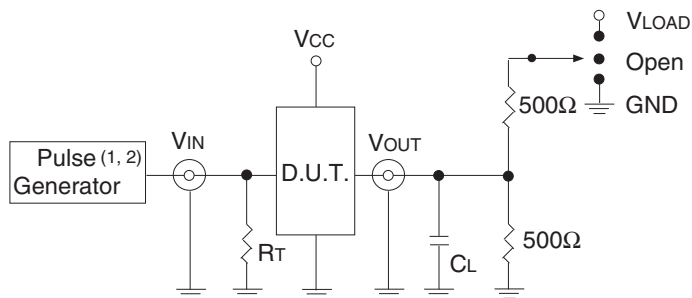 VLOAD
VCC
Open
500Ω
GND
VIN
VOUT
Pulse (1, 2)
Generator
D.U.T.
RT
CL
500Ω